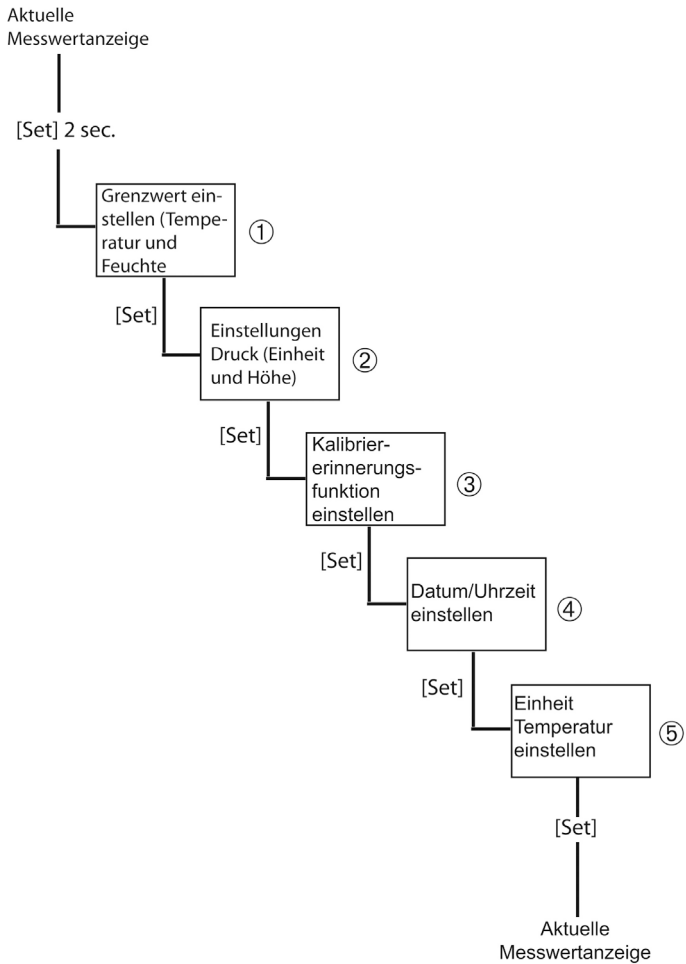 Aktuelle
Messwertanzeige
[Set] 2 sec.
Grenzwert ein-
stellen (Tempe-
ratur und
Feuchte
①
[Set]
Einstellungen
Druck (Einheit
und Höhe)
②
[Set]
Kalibrier-
erinnerungs-
funktion
einstellen
③
[Set]
Datum/Uhrzeit
einstellen
④
[Set]
Einheit
Temperatur
einstellen
⑤
[Set]
Aktuelle
Messwertanzeige